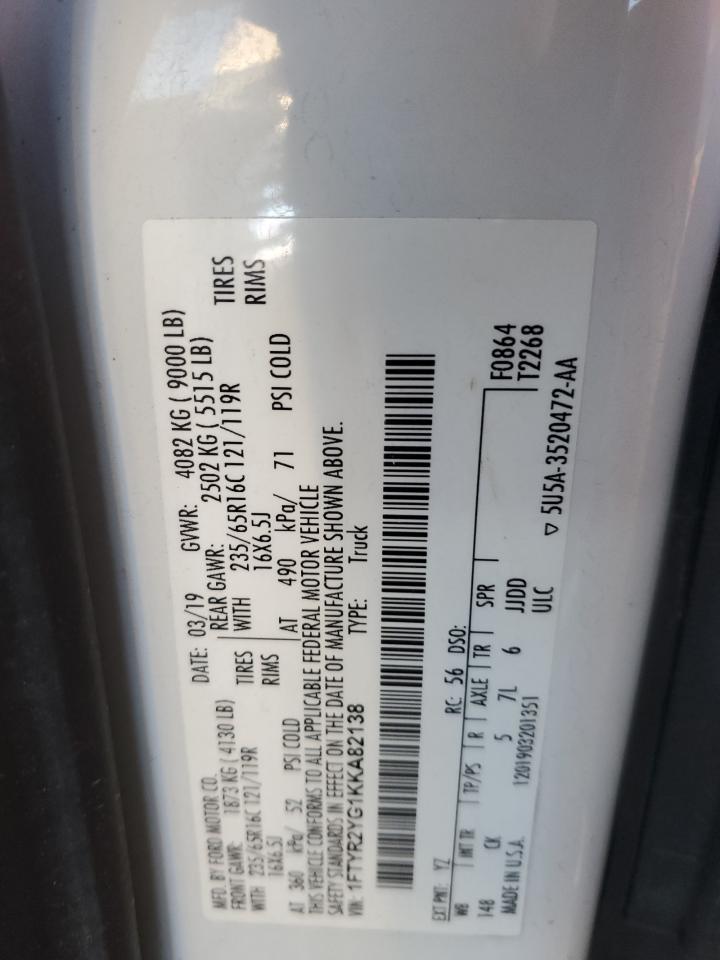 MFD. BY FORD MOTOR CO. DATE: 03/19 GVWR: 4082 KG ( 9000 LB)
FRONT GAWR: 1873 KG ( 4130 LB) REAR GAWR: 2502 KG ( 5515 LB)
WITH 235/65R16C 121/119R TIRES WITH 235/65R16C 121/119R TIRES
16X6.5J RIMS 16X6.5J RIMS
AT 360 kPa/ 52 PSI COLD AT 490 kPa/ 71 PSI COLD
THIS VEHICLE CONFORMS TO ALL APPLICABLE FEDERAL MOTOR VEHICLE
SAFETY STANDARDS IN EFFECT ON THE DATE OF MANUFACTURE SHOWN ABOVE.
VIN: 1FTYR2YG1KKA82138 TYPE: Truck
EXT PNT: YZ RC: 56 DSO:
WB INT TR TP/PS R AXLE TR SPR F0864
148 CK 5 7L 6 JJDD T2268
MADE IN U.S.A. 1201903201351 ULC
▽ 5U5A-3520472-AA